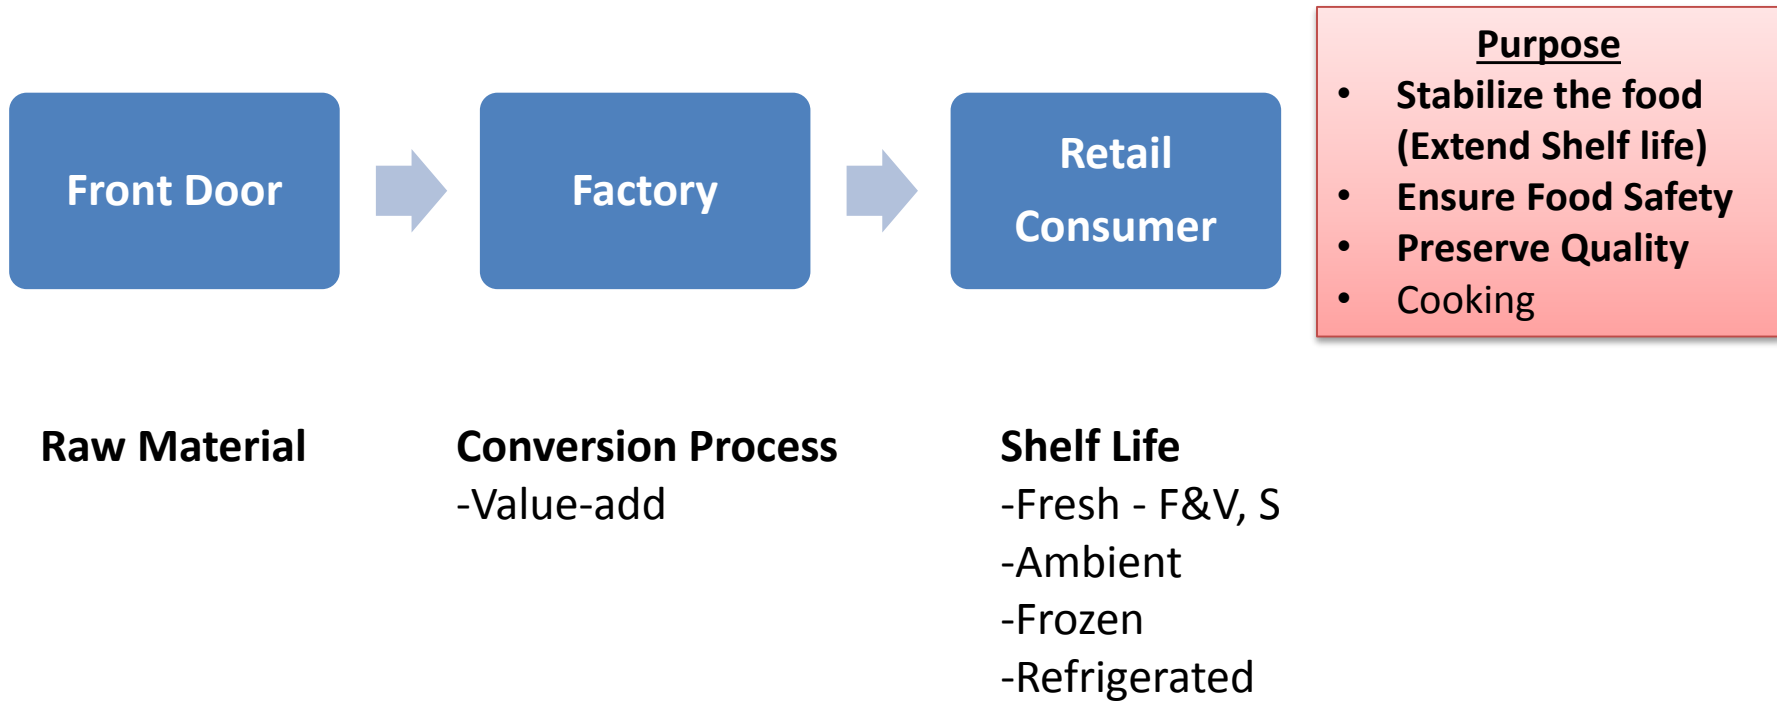 Front Door
Factory
Retail
Consumer
Purpose
• Stabilize the food
(Extend Shelf life)
• Ensure Food Safety
• Preserve Quality
• Cooking
Raw Material
Conversion Process
-Value-add
Shelf Life
-Fresh - F&V, S
-Ambient
-Frozen
-Refrigerated